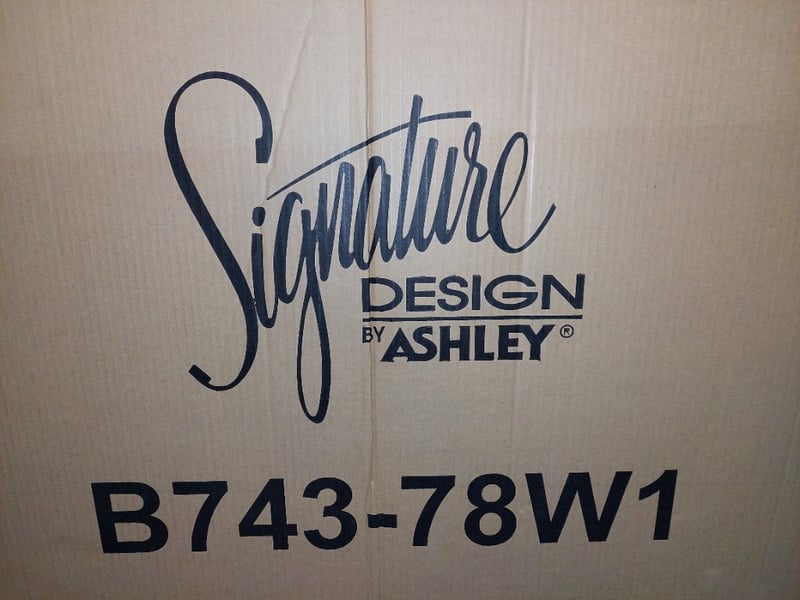 Signature
DESIGN
BY ASHLEY®
B743-78W1